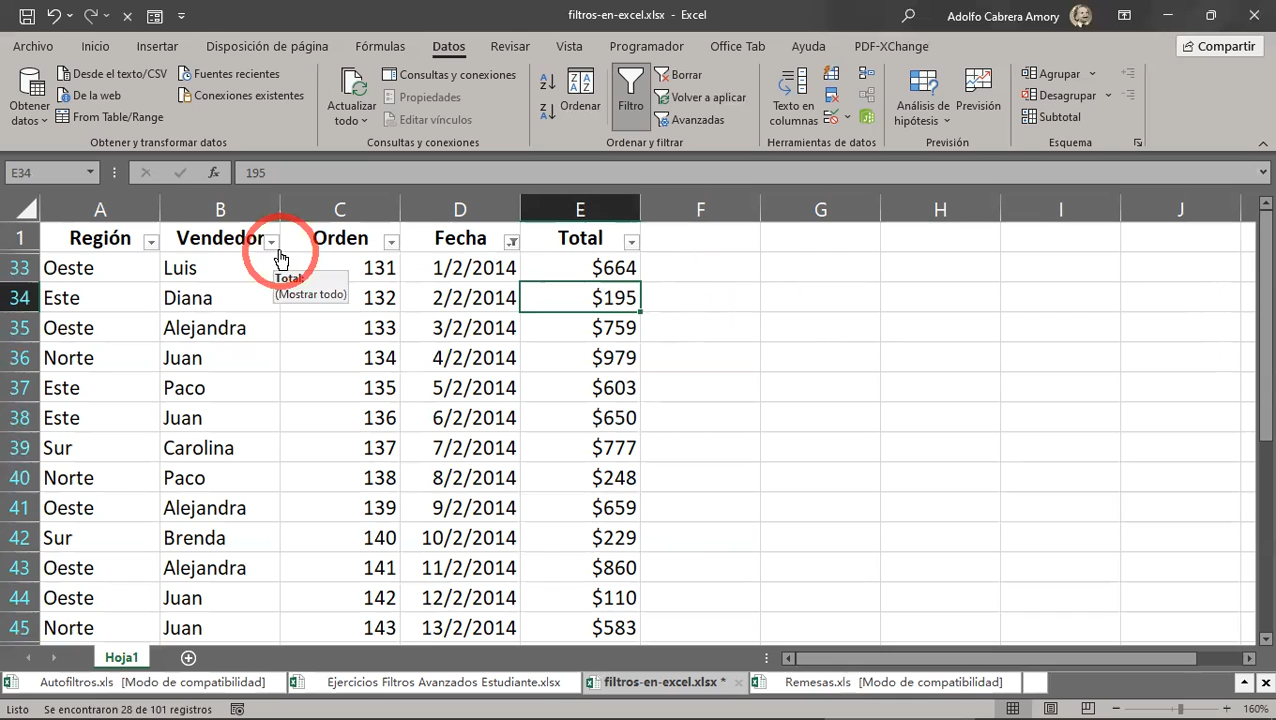 filtros-en-excel.xlsx - Excel
Adolfo Cabrera Amory
Archivo Inicio Insertar Disposición de página Fórmulas Datos Revisar Vista Programador Office Tab Ayuda PDF-XChange Compartir
Obtener datos
Desde el texto/CSV
De la web
From Table/Range
Fuentes recientes
Conexiones existentes
Obtener y transformar datos
Actualizar todo
Consultas y conexiones
Propiedades
Editar vínculos
Consultas y conexiones
Ordenar
Filtro
Borrar
Volver a aplicar
Avanzadas
Ordenar y filtrar
Texto en columnas
Herramientas de datos
Análisis de hipótesis
Previsión
Previsión
Agrupar
Desagrupar
Subtotal
Esquema
E34 fx 195
A B C D E F G H I J
1 Región Vendedor Orden Fecha Total
33 Oeste Luis 131 1/2/2014 $664
Total:
(Mostrar todo)
34 Este Diana 132 2/2/2014 $195
35 Oeste Alejandra 133 3/2/2014 $759
36 Norte Juan 134 4/2/2014 $979
37 Este Paco 135 5/2/2014 $603
38 Este Juan 136 6/2/2014 $650
39 Sur Carolina 137 7/2/2014 $777
40 Norte Paco 138 8/2/2014 $248
41 Oeste Alejandra 139 9/2/2014 $659
42 Sur Brenda 140 10/2/2014 $229
43 Oeste Alejandra 141 11/2/2014 $860
44 Oeste Juan 142 12/2/2014 $110
45 Norte Juan 143 13/2/2014 $583
Hoja1
Autofiltros.xls [Modo de compatibilidad] Ejercicios Filtros Avanzados Estudiante.xlsx filtros-en-excel.xlsx * Remesas.xls [Modo de compatibilidad]
Listo Se encontraron 28 de 101 registros 160%